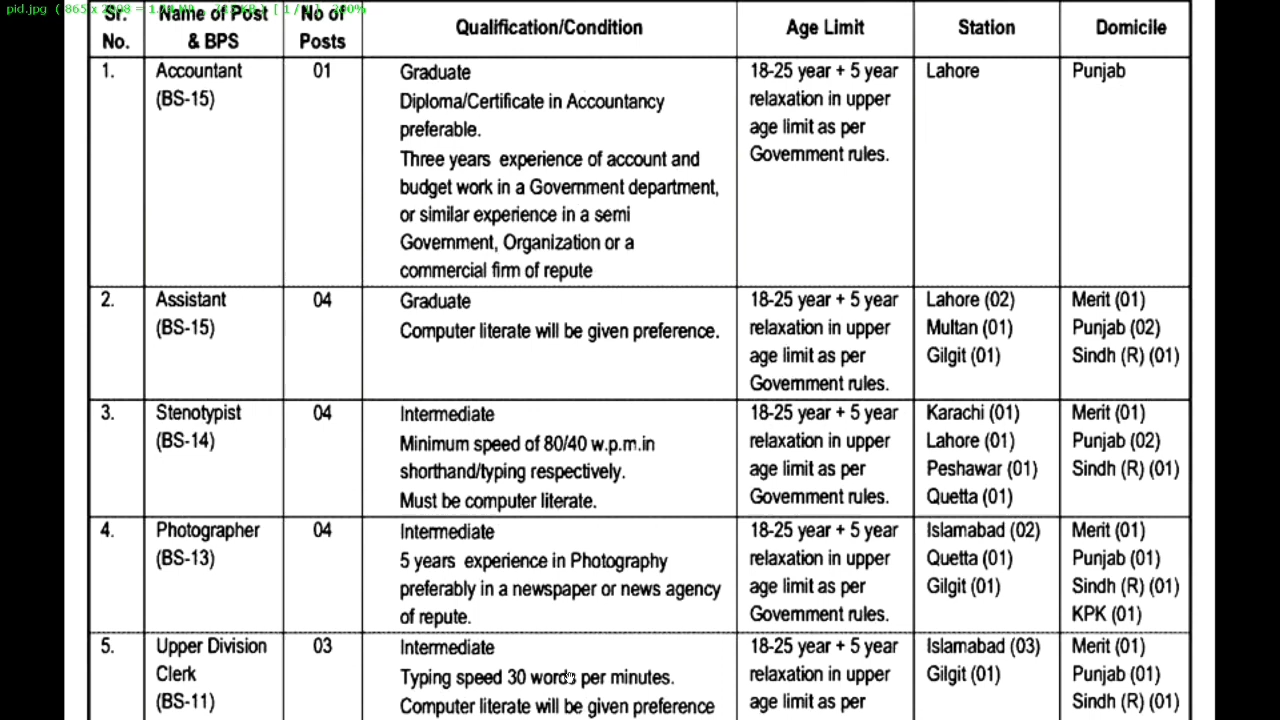 pid.jpg
Sr. No. Name of Post & BPS No of Posts Qualification/Condition Age Limit Station Domicile
1. Accountant (BS-15) 01
Graduate
Diploma/Certificate in Accountancy
preferable.
Three years experience of account and
budget work in a Government department,
or similar experience in a semi
Government, Organization or a
commercial firm of repute
18-25 year + 5 year
relaxation in upper
age limit as per
Government rules.
Lahore
Punjab
2. Assistant (BS-15) 04
Graduate
Computer literate will be given preference.
18-25 year + 5 year
relaxation in upper
age limit as per
Government rules.
Lahore (02)
Multan (01)
Gilgit (01)
Merit (01)
Punjab (02)
Sindh (R) (01)
3. Stenotypist (BS-14) 04
Intermediate
Minimum speed of 80/40 w.p.m.in
shorthand/typing respectively.
Must be computer literate.
18-25 year + 5 year
relaxation in upper
age limit as per
Government rules.
Karachi (01)
Lahore (01)
Peshawar (01)
Quetta (01)
Merit (01)
Punjab (02)
Sindh (R) (01)
4. Photographer (BS-13) 04
Intermediate
5 years experience in Photography
preferably in a newspaper or news agency
of repute.
18-25 year + 5 year
relaxation in upper
age limit as per
Government rules.
Islamabad (02)
Quetta (01)
Gilgit (01)
Merit (01)
Punjab (01)
Sindh (R) (01)
KPK (01)
5. Upper Division Clerk (BS-11) 03
Intermediate
Typing speed 30 words per minutes.
Computer literate will be given preference
18-25 year + 5 year
relaxation in upper
age limit as per
Islamabad (03)
Gilgit (01)
Merit (01)
Punjab (01)
Sindh (R) (01)